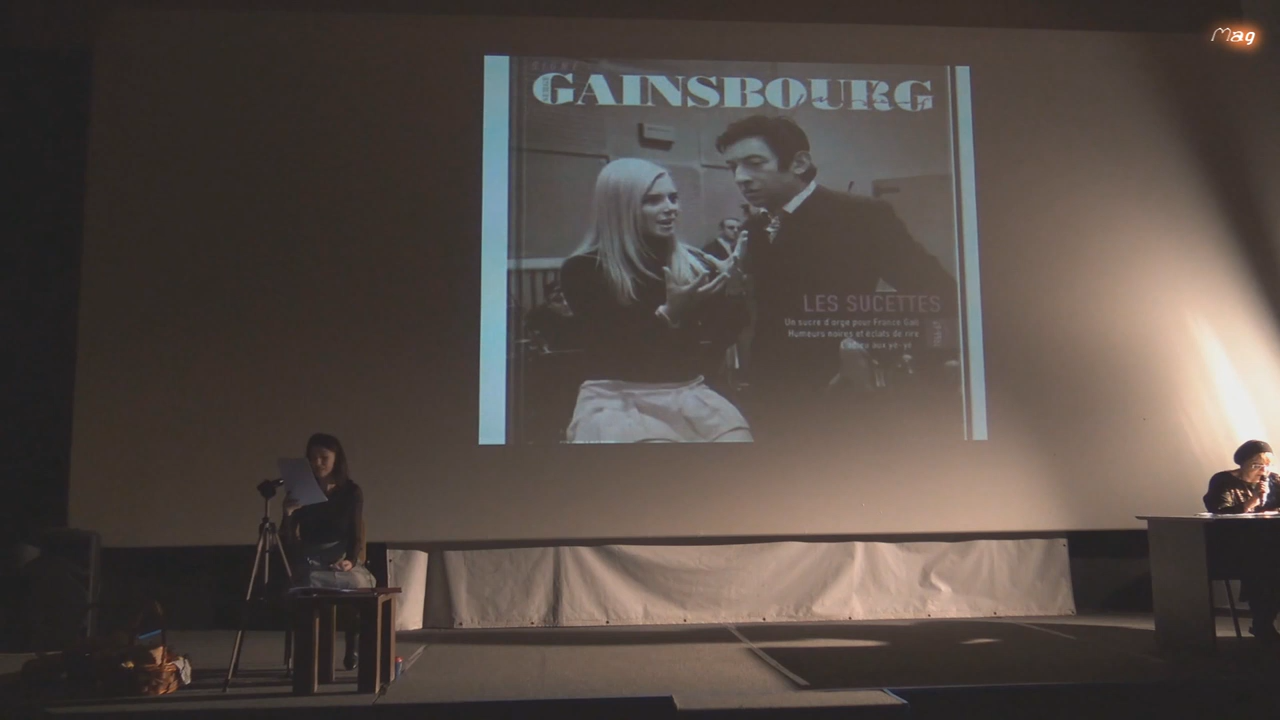 Mag
GAINSBOURG
LES SUCETTES
Un sucre d'orge pour France Gall
Humeurs noires et éclats de rire